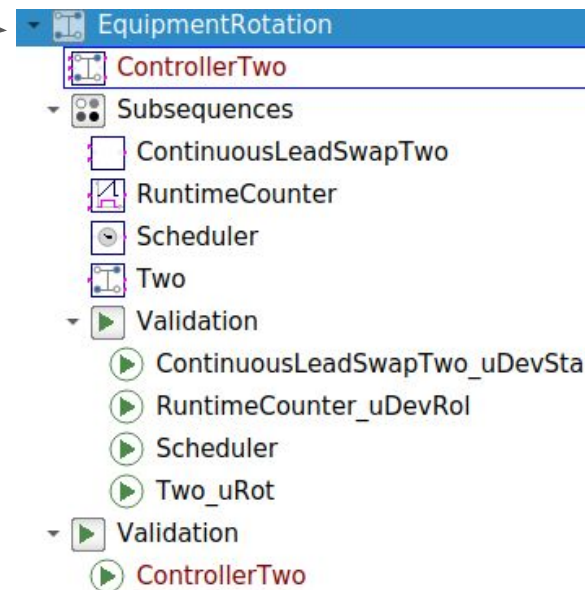 EquipmentRotation
ControllerTwo
Subsequences
ContinuousLeadSwapTwo
RuntimeCounter
Scheduler
Two
Validation
ContinuousLeadSwapTwo_uDevSta
RuntimeCounter_uDevRol
Scheduler
Two_uRot
Validation
ControllerTwo